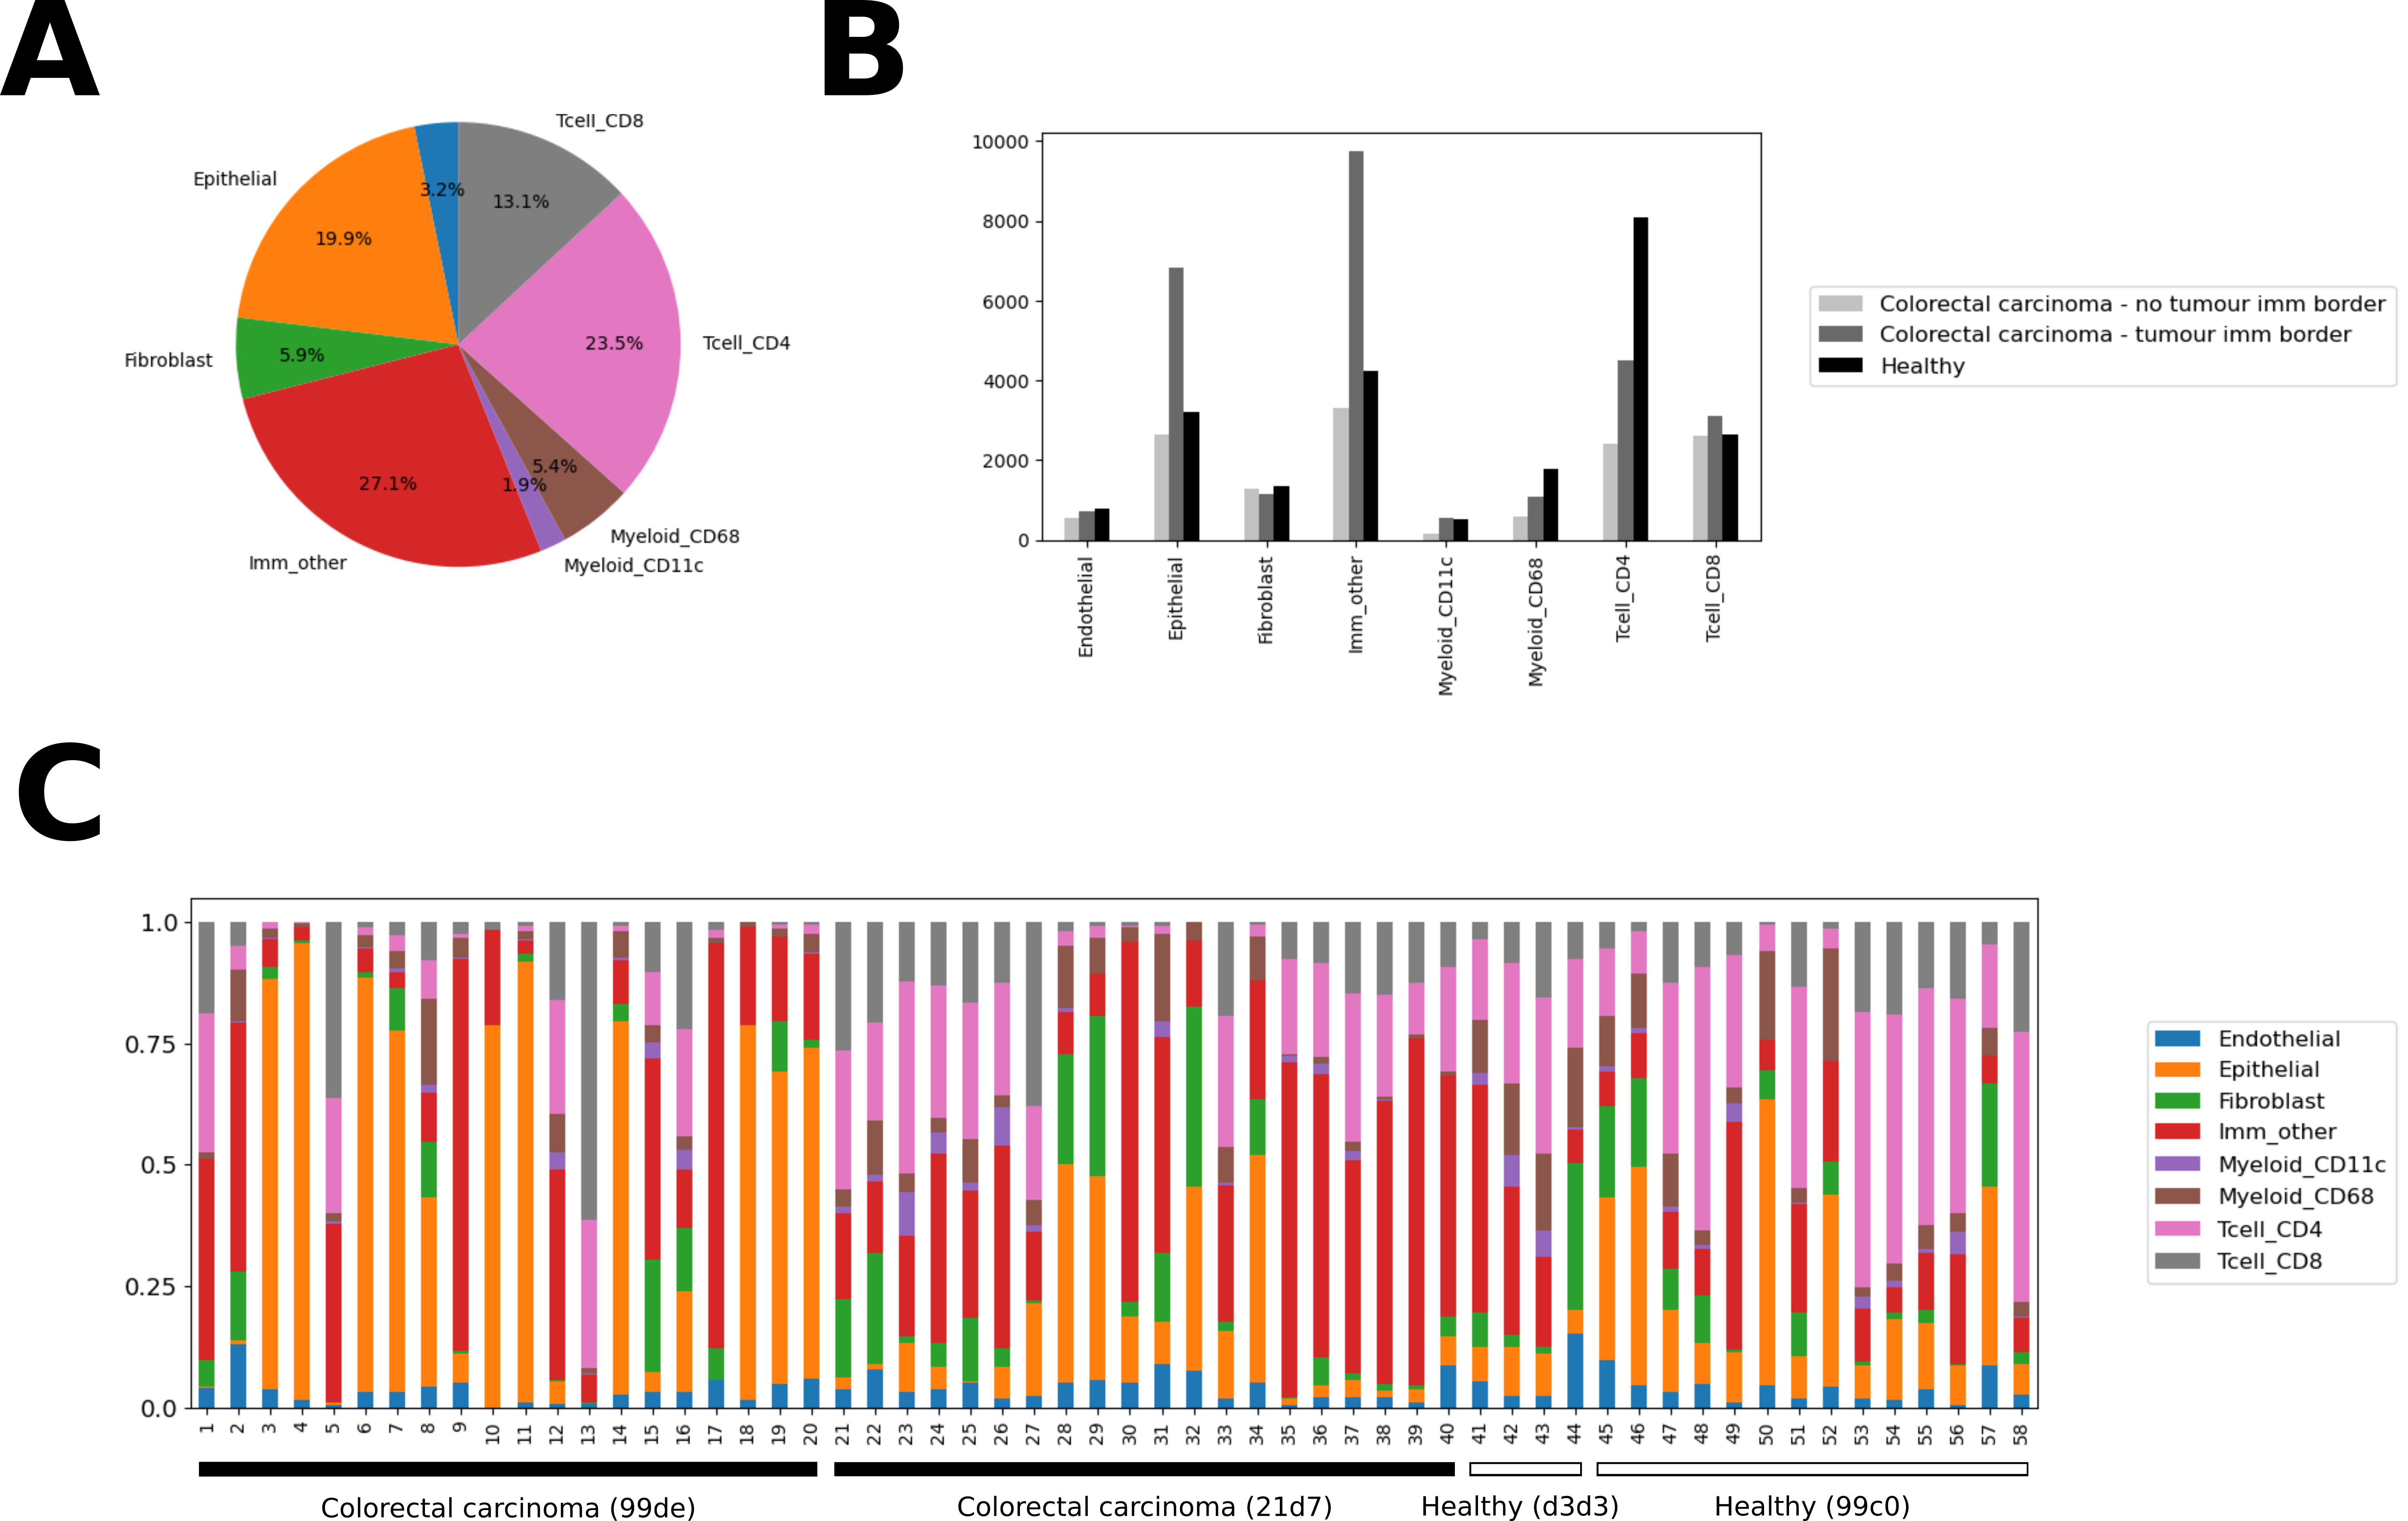 A
B
Tcell_CD8
Epithelial
3.2%
13.1%
19.9%
Fibroblast
5.9%
23.5%
Tcell_CD4
27.1%
5.4%
1.9%
Imm_other
Myeloid_CD68
Myeloid_CD11c
10000
8000
6000
4000
2000
0
Endothelial
Epithelial
Fibroblast
Imm_other
Myeloid_CD11c
Myeloid_CD68
Tcell_CD4
Tcell_CD8
Colorectal carcinoma - no tumour imm border
Colorectal carcinoma - tumour imm border
Healthy
C
1.0
0.75
0.5
0.25
0.0
1 2 3 4 5 6 7 8 9 10 11 12 13 14 15 16 17 18 19 20 21 22 23 24 25 26 27 28 29 30 31 32 33 34 35 36 37 38 39 40 41 42 43 44 45 46 47 48 49 50 51 52 53 54 55 56 57 58
Colorectal carcinoma (99de)
Colorectal carcinoma (21d7)
Healthy (d3d3)
Healthy (99c0)
Endothelial
Epithelial
Fibroblast
Imm_other
Myeloid_CD11c
Myeloid_CD68
Tcell_CD4
Tcell_CD8